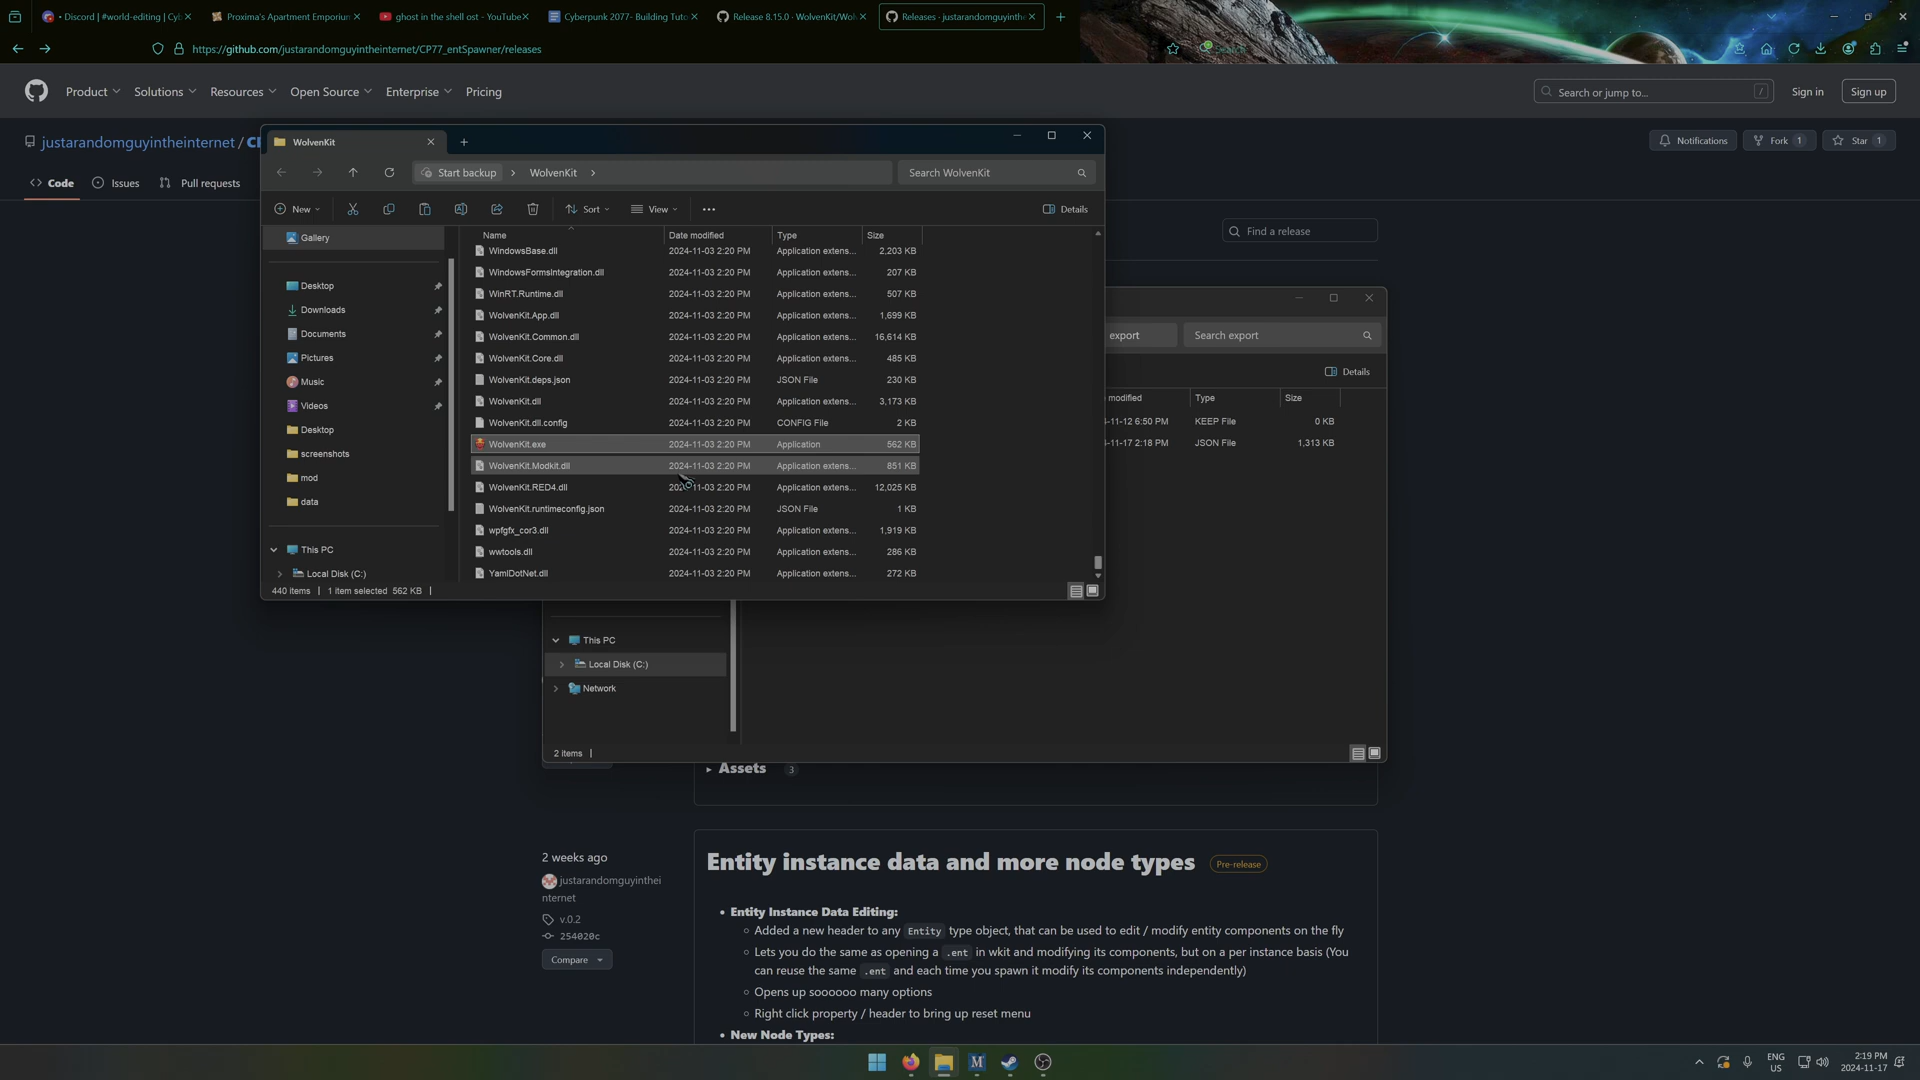 • Discord | #world-editing | Cyl
Proxima's Apartment Emporium
ghost in the shell ost - YouTube
Cyberpunk 2077- Building Tuto
Release 8.15.0 · WolvenKit/Wol
Releases · justarandomguyinthe
https://github.com/justarandomguyintheinternet/CP77_entSpawner/releases
Search
Product
Solutions
Resources
Open Source
Enterprise
Pricing
Search or jump to...
/
Sign in
Sign up
justarandomguyintheinternet /
Notifications
Fork 1
Star 1
Code
Issues
Pull requests
Find a release
WolvenKit
Start backup
WolvenKit
Search WolvenKit
New
Sort
View
Details
Name
Date modified
Type
Size
Gallery
Desktop
Downloads
Documents
Pictures
Music
Videos
Desktop
screenshots
mod
data
This PC
Local Disk (C:)
WindowsBase.dll 2024-11-03 2:20 PM Application extens... 2,203 KB
WindowsFormsIntegration.dll 2024-11-03 2:20 PM Application extens... 207 KB
WinRT.Runtime.dll 2024-11-03 2:20 PM Application extens... 507 KB
WolvenKit.App.dll 2024-11-03 2:20 PM Application extens... 1,699 KB
WolvenKit.Common.dll 2024-11-03 2:20 PM Application extens... 16,614 KB
WolvenKit.Core.dll 2024-11-03 2:20 PM Application extens... 485 KB
WolvenKit.deps.json 2024-11-03 2:20 PM JSON File 230 KB
WolvenKit.dll 2024-11-03 2:20 PM Application extens... 3,173 KB
WolvenKit.dll.config 2024-11-03 2:20 PM CONFIG File 2 KB
WolvenKit.exe 2024-11-03 2:20 PM Application 562 KB
WolvenKit.Modkit.dll 2024-11-03 2:20 PM Application extens... 851 KB
WolvenKit.RED4.dll 2024-11-03 2:20 PM Application extens... 12,025 KB
WolvenKit.runtimeconfig.json 2024-11-03 2:20 PM JSON File 1 KB
wpfgfx_cor3.dll 2024-11-03 2:20 PM Application extens... 1,919 KB
wwtools.dll 2024-11-03 2:20 PM Application extens... 286 KB
YamlDotNet.dll 2024-11-03 2:20 PM Application extens... 272 KB
440 items
1 item selected 562 KB
export
Search export
Details
modified
Type
Size
-11-12 6:50 PM KEEP File 0 KB
-11-17 2:18 PM JSON File 1,313 KB
This PC
Local Disk (C:)
Network
2 items
Assets 3
2 weeks ago
justarandomguyinthei
nternet
v.0.2
254020c
Compare
Entity instance data and more node types
Pre-release
• Entity Instance Data Editing:
Added a new header to any Entity type object, that can be used to edit / modify entity components on the fly
Lets you do the same as opening a .ent in wkit and modifying its components, but on a per instance basis (You
can reuse the same .ent and each time you spawn it modify its components independently)
Opens up soooooo many options
Right click property / header to bring up reset menu
• New Node Types:
ENG
US
2:19 PM
2024-11-17